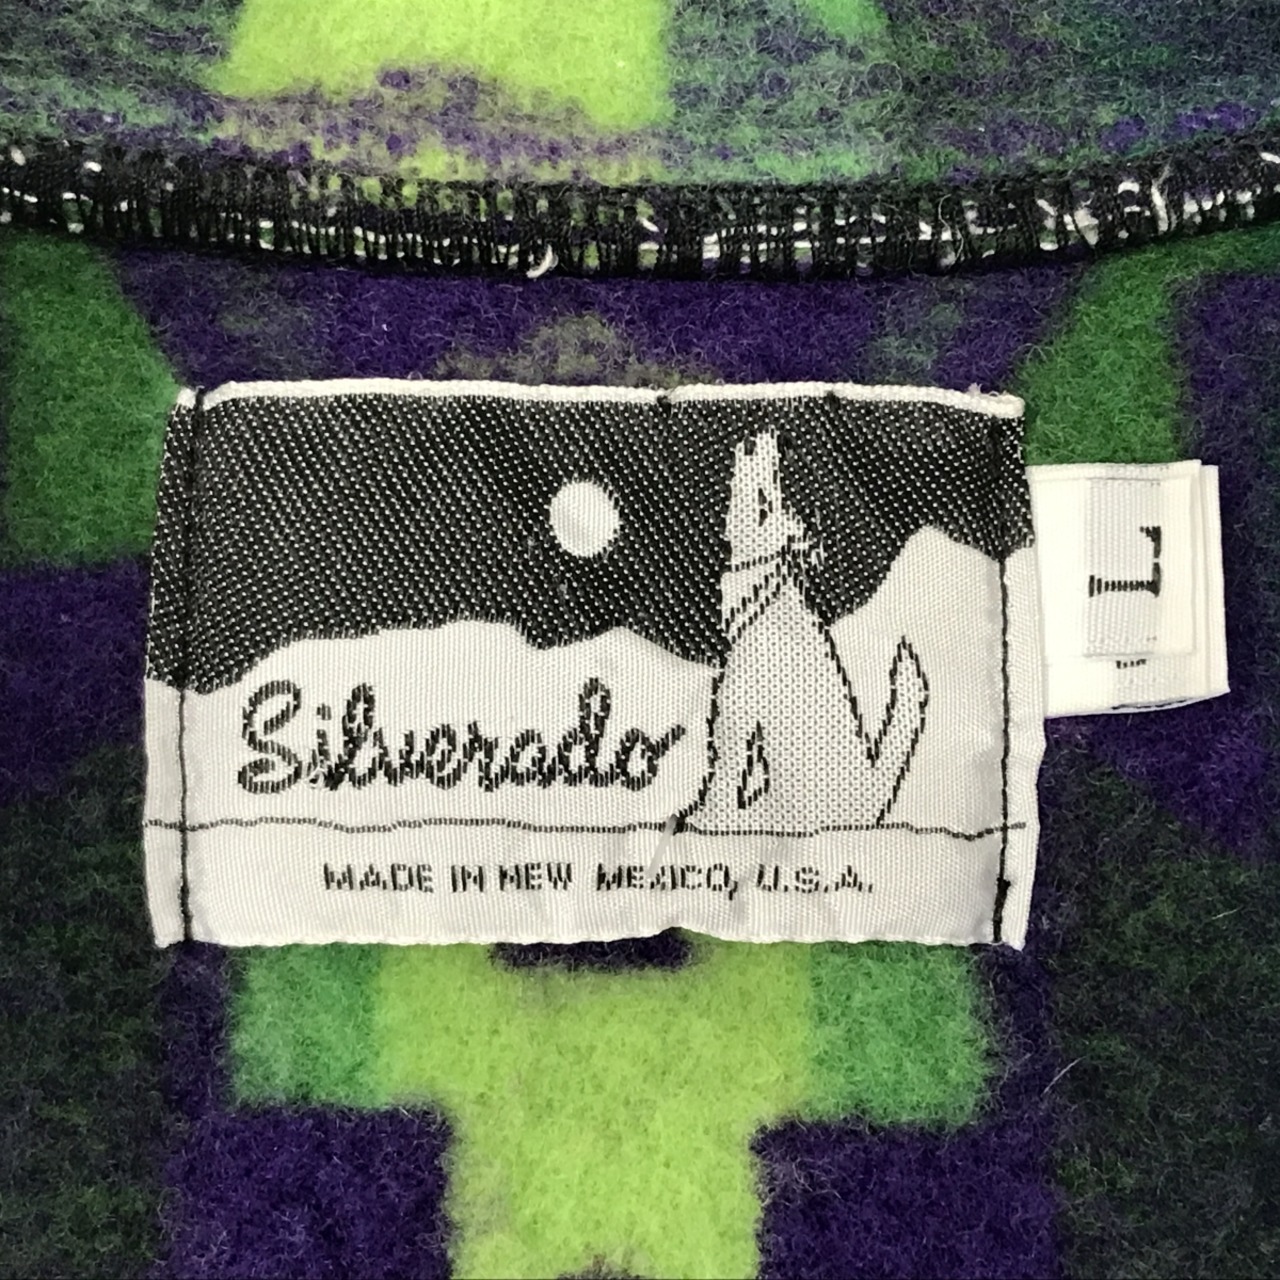 Silverado
MADE IN NEW MEXICO, U.S.A.
L